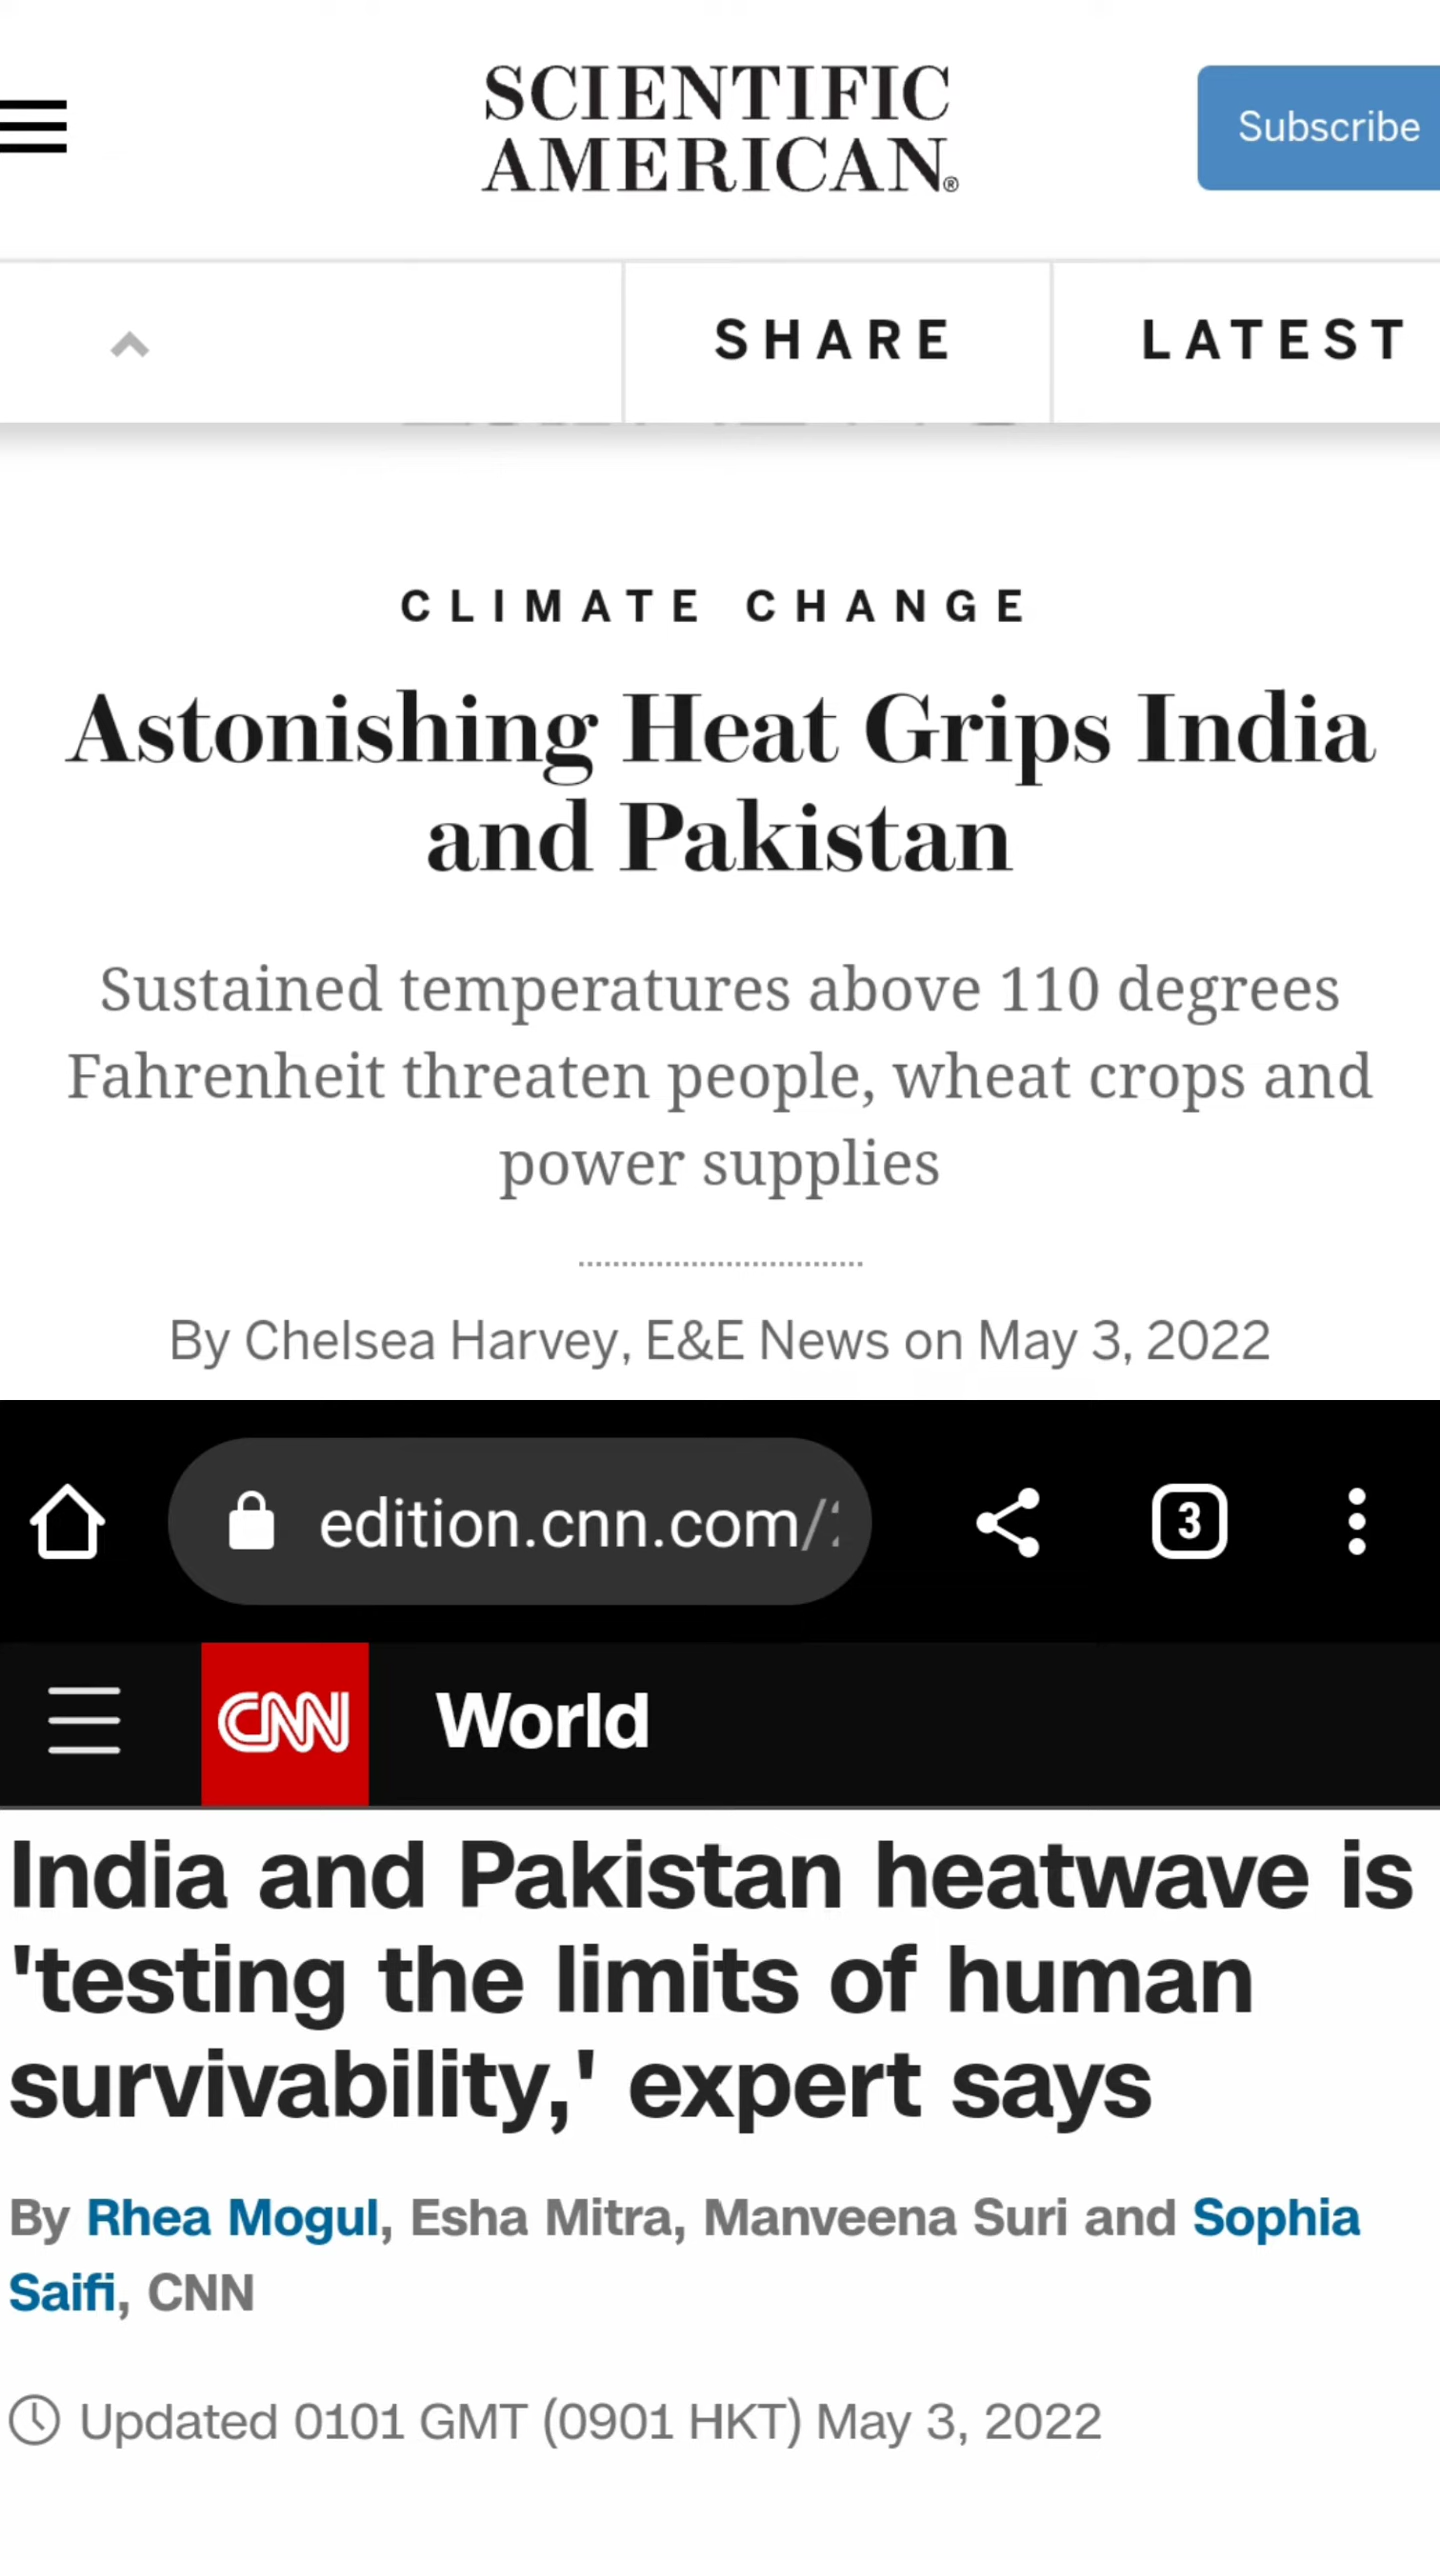 SCIENTIFIC
AMERICAN®
Subscribe
SHARE
LATEST
CLIMATE CHANGE
Astonishing Heat Grips India
and Pakistan
Sustained temperatures above 110 degrees
Fahrenheit threaten people, wheat crops and
power supplies
By Chelsea Harvey, E&E News on May 3, 2022
edition.cnn.com/
3
CNN World
India and Pakistan heatwave is
'testing the limits of human
survivability,' expert says
By Rhea Mogul, Esha Mitra, Manveena Suri and Sophia
Saifi, CNN
Updated 0101 GMT (0901 HKT) May 3, 2022